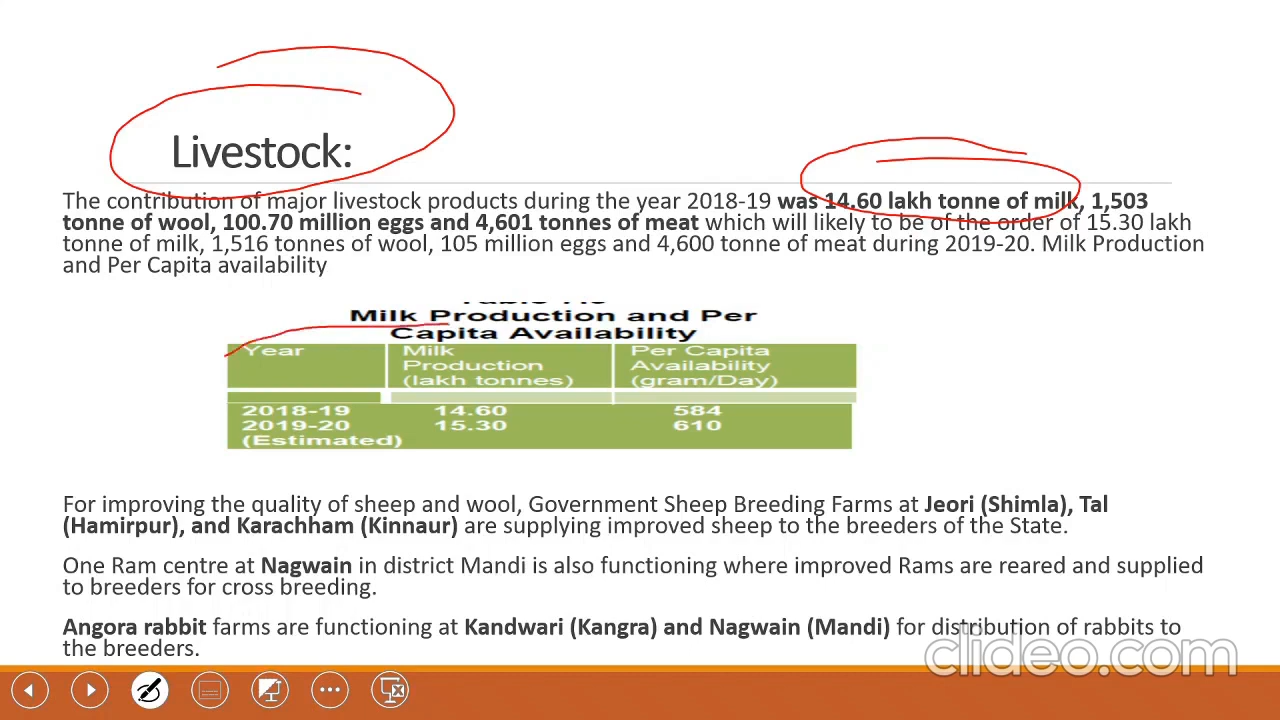 Livestock:
The contribution of major livestock products during the year 2018-19 was 14.60 lakh tonne of milk, 1,503
tonne of wool, 100.70 million eggs and 4,601 tonnes of meat which will likely to be of the order of 15.30 lakh
tonne of milk, 1,516 tonnes of wool, 105 million eggs and 4,600 tonne of meat during 2019-20. Milk Production
and Per Capita availability
Milk Production and Per
Capita Availability
Year Milk Production (lakh tonnes) Per Capita Availability (gram/Day)
2018-19 14.60 584
2019-20 15.30 610
(Estimated)
For improving the quality of sheep and wool, Government Sheep Breeding Farms at Jeori (Shimla), Tal
(Hamirpur), and Karachham (Kinnaur) are supplying improved sheep to the breeders of the State.
One Ram centre at Nagwain in district Mandi is also functioning where improved Rams are reared and supplied
to breeders for cross breeding.
Angora rabbit farms are functioning at Kandwari (Kangra) and Nagwain (Mandi) for distribution of rabbits to
the breeders.
clideo.com